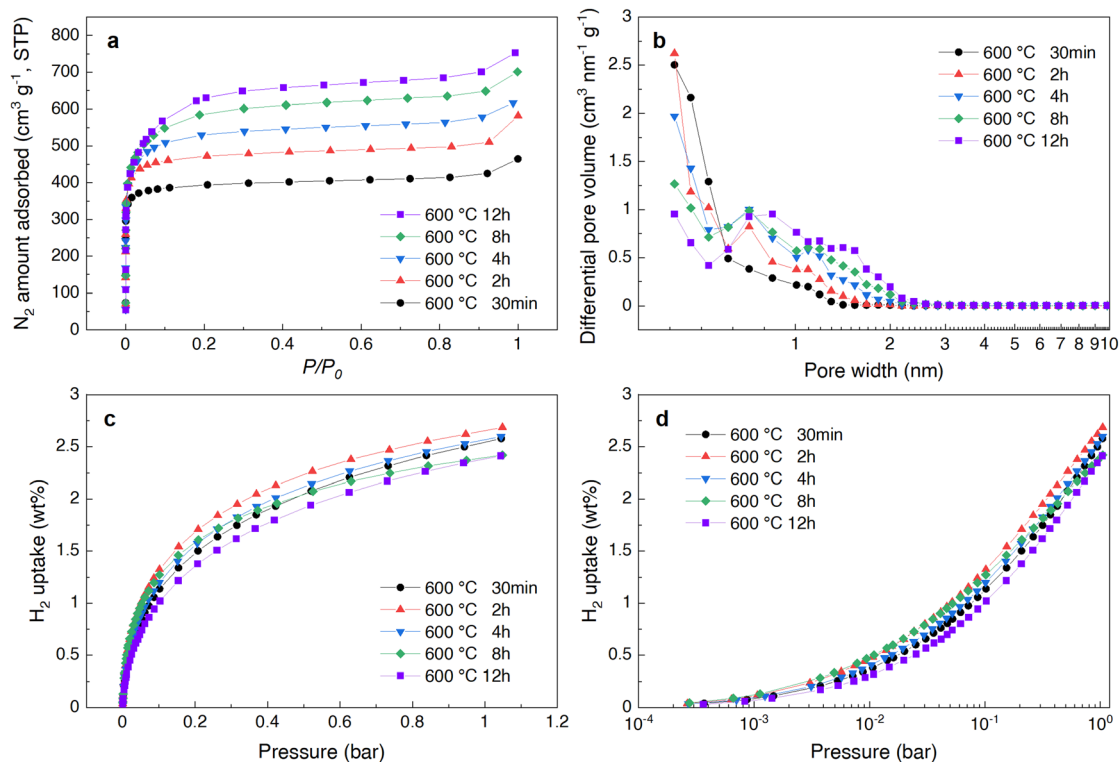 a
N₂ amount adsorbed (cm³ g⁻¹, STP)
800
700
600
500
400
300
200
100
0
600 °C 12h
600 °C 8h
600 °C 4h
600 °C 2h
600 °C 30min
0 0.2 0.4 0.6 0.8 1
P/P₀
b
Differential pore volume (cm³ nm⁻¹ g⁻¹)
3
2.5
2
1.5
1
0.5
0
600 °C 30min
600 °C 2h
600 °C 4h
600 °C 8h
600 °C 12h
1 2 3 4 5 6 7 8 9 10
Pore width (nm)
c
H₂ uptake (wt%)
3
2.5
2
1.5
1
0.5
0
600 °C 30min
600 °C 2h
600 °C 4h
600 °C 8h
600 °C 12h
0 0.2 0.4 0.6 0.8 1 1.2
Pressure (bar)
d
H₂ uptake (wt%)
3
2.5
2
1.5
1
0.5
0
600 °C 30min
600 °C 2h
600 °C 4h
600 °C 8h
600 °C 12h
10⁻⁴ 10⁻³ 10⁻² 10⁻¹ 10⁰
Pressure (bar)